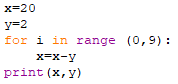 x=20
y=2
for i in range (0,9):
    x=x-y
print(x,y)